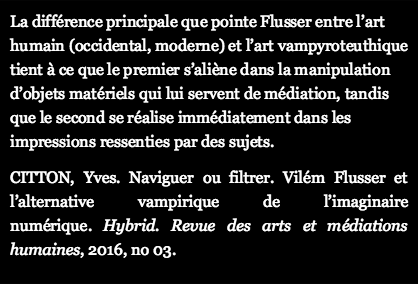 La différence principale que pointe Flusser entre l’art
humain (occidental, moderne) et l’art vampyroteuthique
tient à ce que le premier s’aliène dans la manipulation
d’objets matériels qui lui servent de médiation, tandis
que le second se réalise immédiatement dans les
impressions ressenties par des sujets.
CITTON, Yves. Naviguer ou filtrer. Vilém Flusser et
l’alternative vampirique de l’imaginaire
numérique. Hybrid. Revue des arts et médiations
humaines, 2016, no 03.